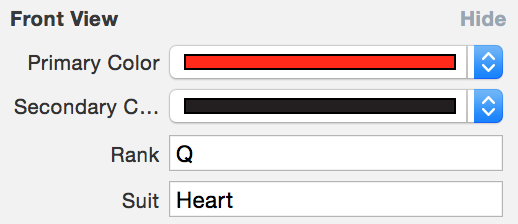 Front View Hide
Primary Color
Secondary C...
Rank Q
Suit Heart